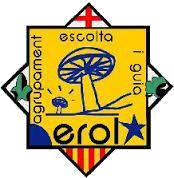 agrupament
escolta
i guia
erol